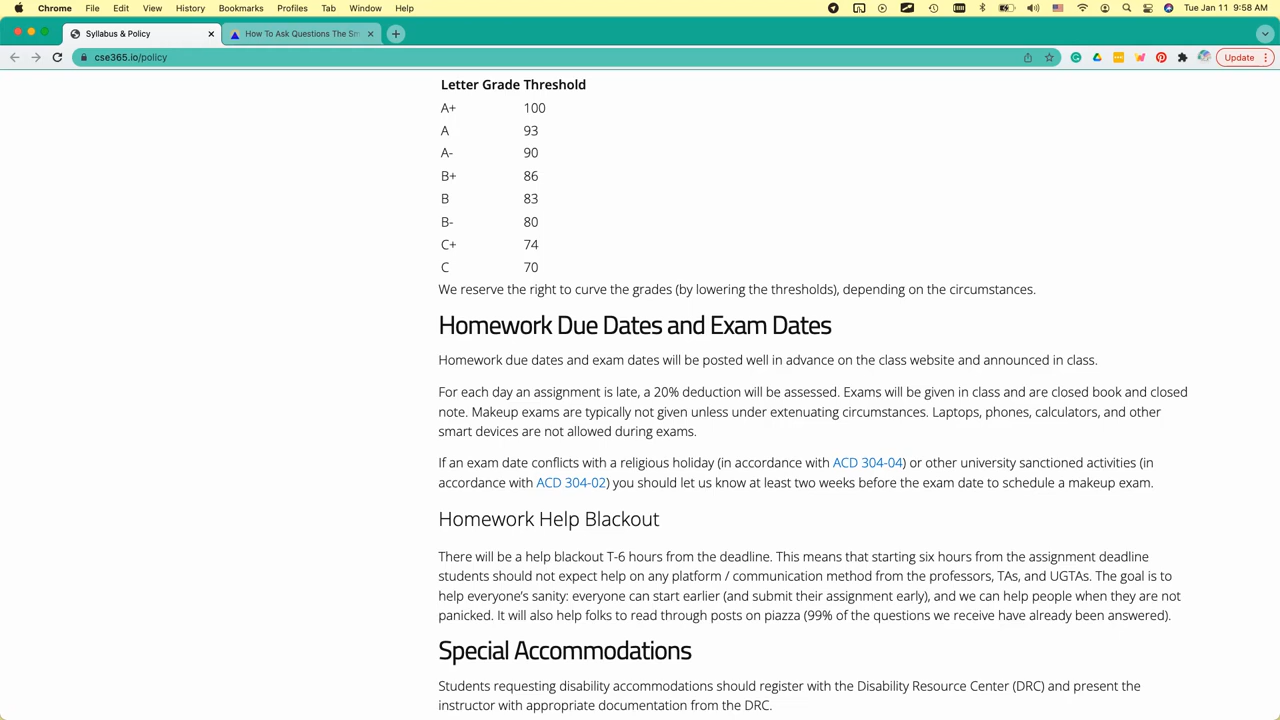 Chrome File Edit View History Bookmarks Profiles Tab Window Help Tue Jan 11 9:58 AM
Syllabus & Policy How To Ask Questions The Sm
cse365.io/policy Update
Letter Grade Threshold
A+ 100
A 93
A- 90
B+ 86
B 83
B- 80
C+ 74
C 70
We reserve the right to curve the grades (by lowering the thresholds), depending on the circumstances.
Homework Due Dates and Exam Dates
Homework due dates and exam dates will be posted well in advance on the class website and announced in class.
For each day an assignment is late, a 20% deduction will be assessed. Exams will be given in class and are closed book and closed
note. Makeup exams are typically not given unless under extenuating circumstances. Laptops, phones, calculators, and other
smart devices are not allowed during exams.
If an exam date conflicts with a religious holiday (in accordance with ACD 304-04) or other university sanctioned activities (in
accordance with ACD 304-02) you should let us know at least two weeks before the exam date to schedule a makeup exam.
Homework Help Blackout
There will be a help blackout T-6 hours from the deadline. This means that starting six hours from the assignment deadline
students should not expect help on any platform / communication method from the professors, TAs, and UGTAs. The goal is to
help everyone's sanity: everyone can start earlier (and submit their assignment early), and we can help people when they are not
panicked. It will also help folks to read through posts on piazza (99% of the questions we receive have already been answered).
Special Accommodations
Students requesting disability accommodations should register with the Disability Resource Center (DRC) and present the
instructor with appropriate documentation from the DRC.